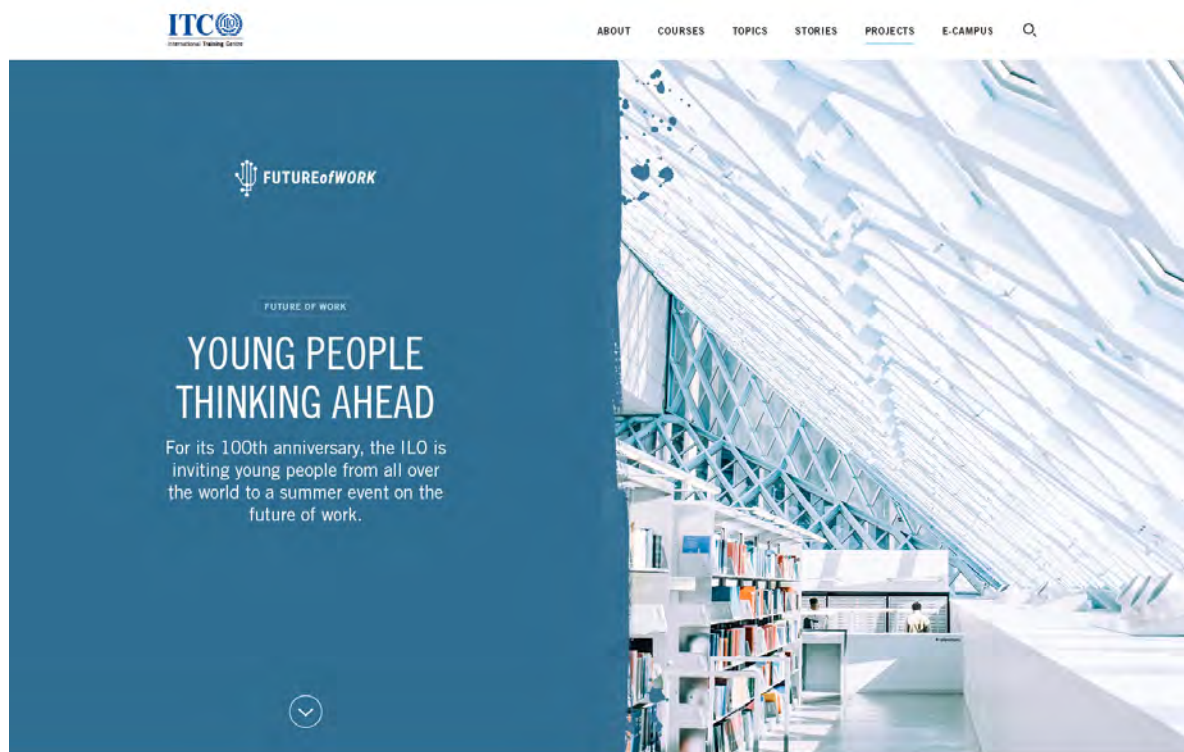 ITC ILO
International Training Centre
ABOUT COURSES TOPICS STORIES PROJECTS E-CAMPUS
FUTUREofWORK
FUTURE OF WORK
YOUNG PEOPLE
THINKING AHEAD
For its 100th anniversary, the ILO is
inviting young people from all over
the world to a summer event on the
future of work.